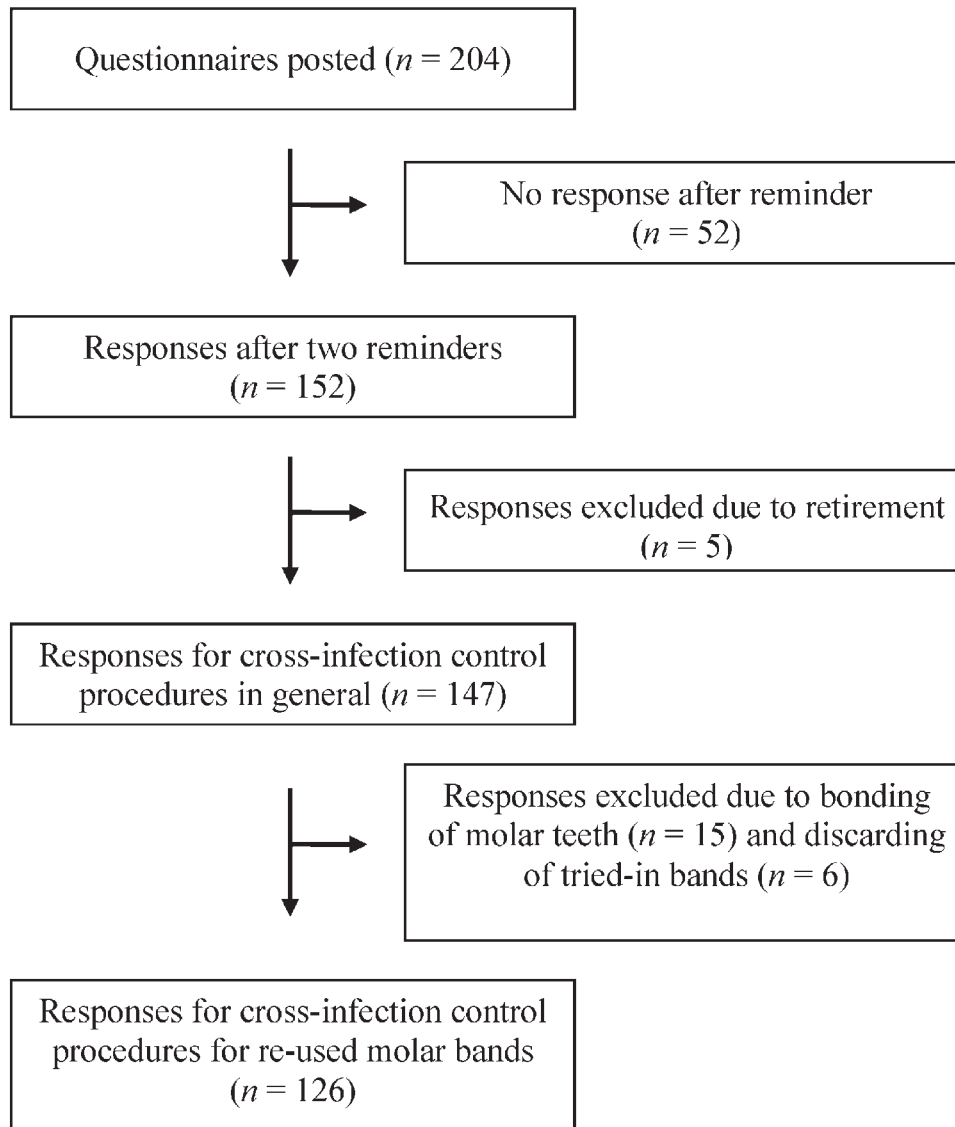 Questionnaires posted (n = 204)
No response after reminder
(n = 52)
Responses after two reminders
(n = 152)
Responses excluded due to retirement
(n = 5)
Responses for cross-infection control
procedures in general (n = 147)
Responses excluded due to bonding
of molar teeth (n = 15) and discarding
of tried-in bands (n = 6)
Responses for cross-infection control
procedures for re-used molar bands
(n = 126)